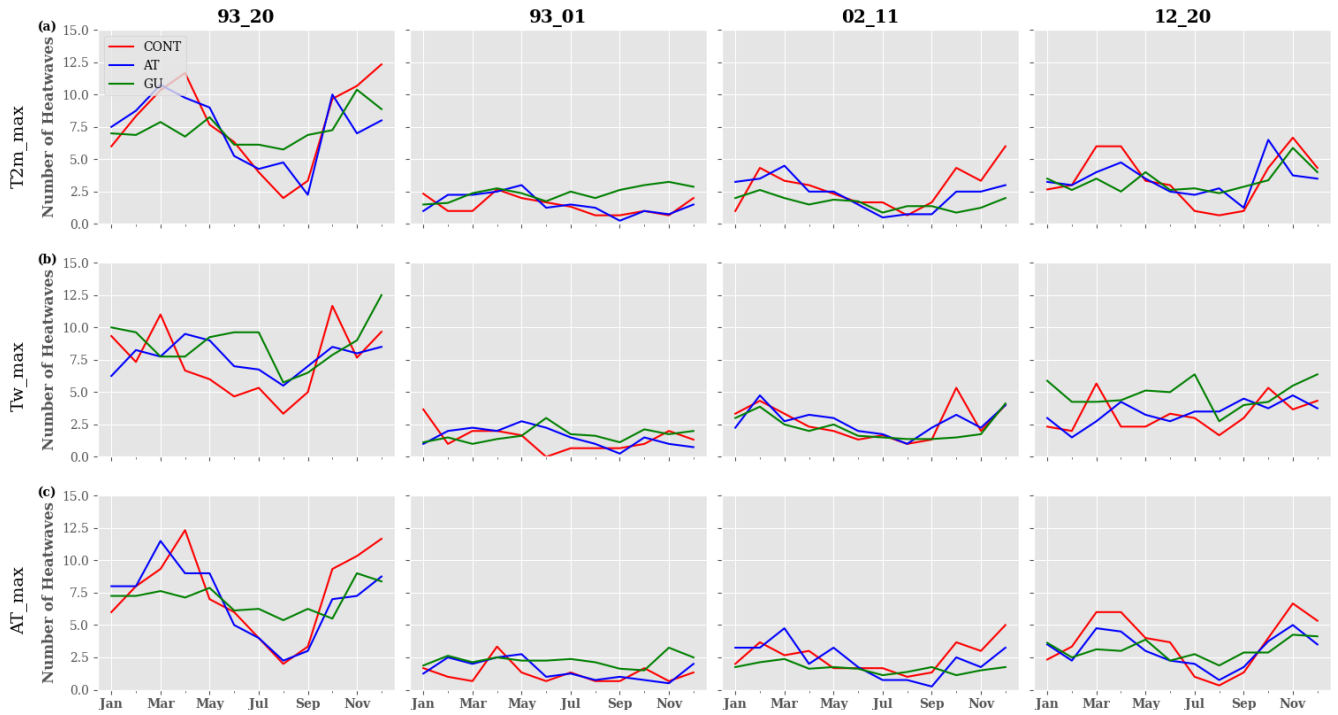 93_20 93_01 02_11 12_20
(a)
T2m_max
Number of Heatwaves
15.0
12.5
10.0
7.5
5.0
2.5
0.0
CONT
AT
GU
(b)
Tw_max
Number of Heatwaves
15.0
12.5
10.0
7.5
5.0
2.5
0.0
(c)
AT_max
Number of Heatwaves
15.0
12.5
10.0
7.5
5.0
2.5
0.0
Jan Mar May Jul Sep Nov Jan Mar May Jul Sep Nov Jan Mar May Jul Sep Nov Jan Mar May Jul Sep Nov